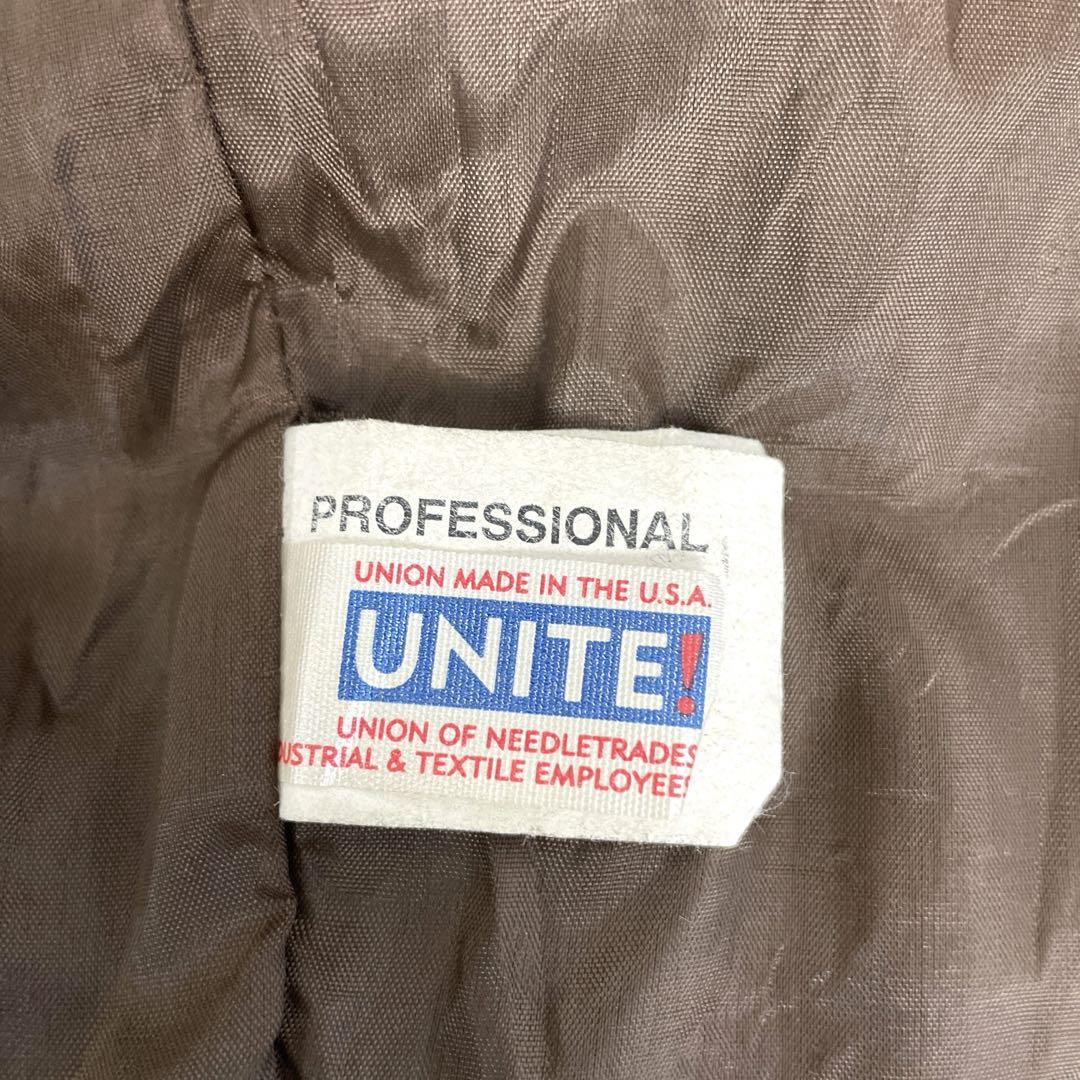 PROFESSIONAL
UNION MADE IN THE U.S.A.
UNITE!
UNION OF NEEDLETRADES
USTRIAL & TEXTILE EMPLOYEES